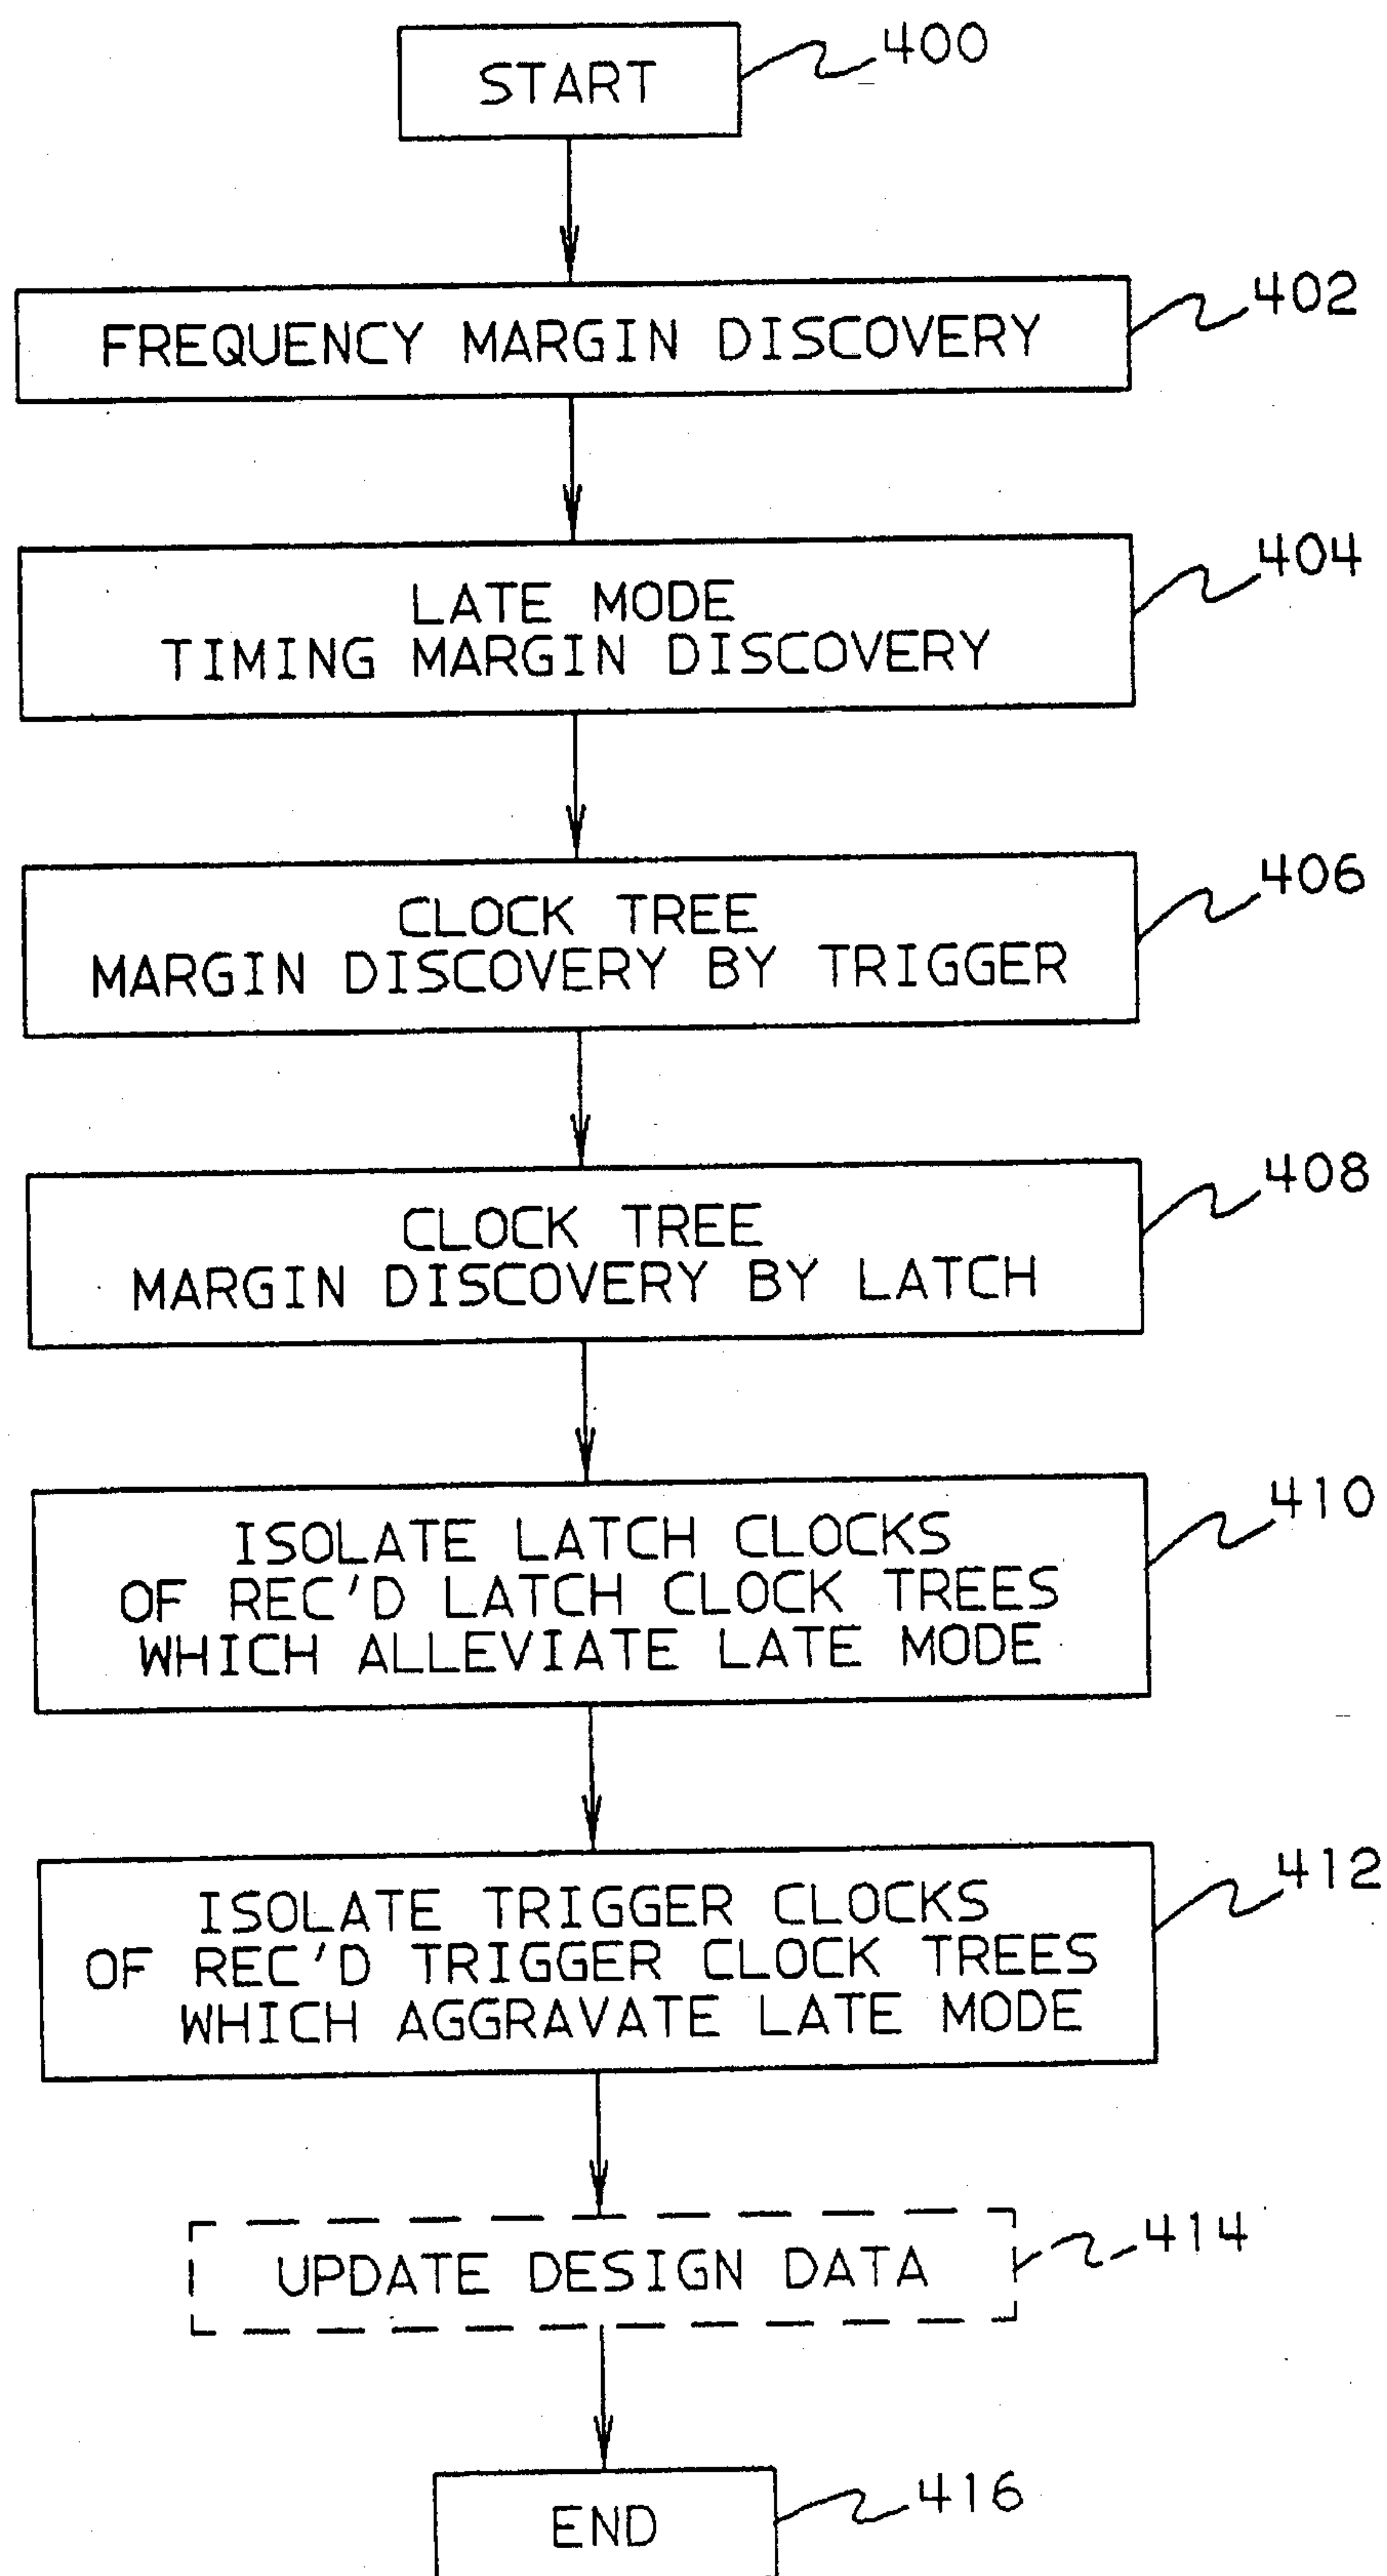 START
400
FREQUENCY MARGIN DISCOVERY
402
LATE MODE
TIMING MARGIN DISCOVERY
404
CLOCK TREE
MARGIN DISCOVERY BY TRIGGER
406
CLOCK TREE
MARGIN DISCOVERY BY LATCH
408
ISOLATE LATCH CLOCKS
OF REC'D LATCH CLOCK TREES
WHICH ALLEVIATE LATE MODE
410
ISOLATE TRIGGER CLOCKS
OF REC'D TRIGGER CLOCK TREES
WHICH AGGRAVATE LATE MODE
412
UPDATE DESIGN DATA
414
END
416